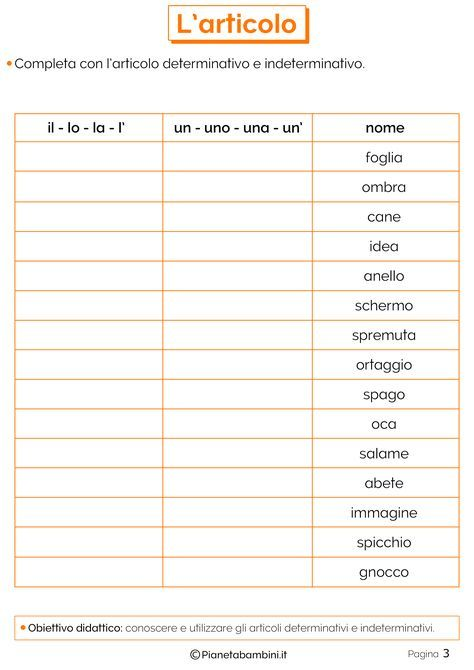 L'articolo
Completa con l'articolo determinativo e indeterminativo.
il - lo - la - l' un - uno - una - un' nome
foglia
ombra
cane
idea
anello
schermo
spremuta
ortaggio
spago
oca
salame
abete
immagine
spicchio
gnocco
Obiettivo didattico: conoscere e utilizzare gli articoli determinativi e indeterminativi.
©Pianetabambini.it Pagina 3